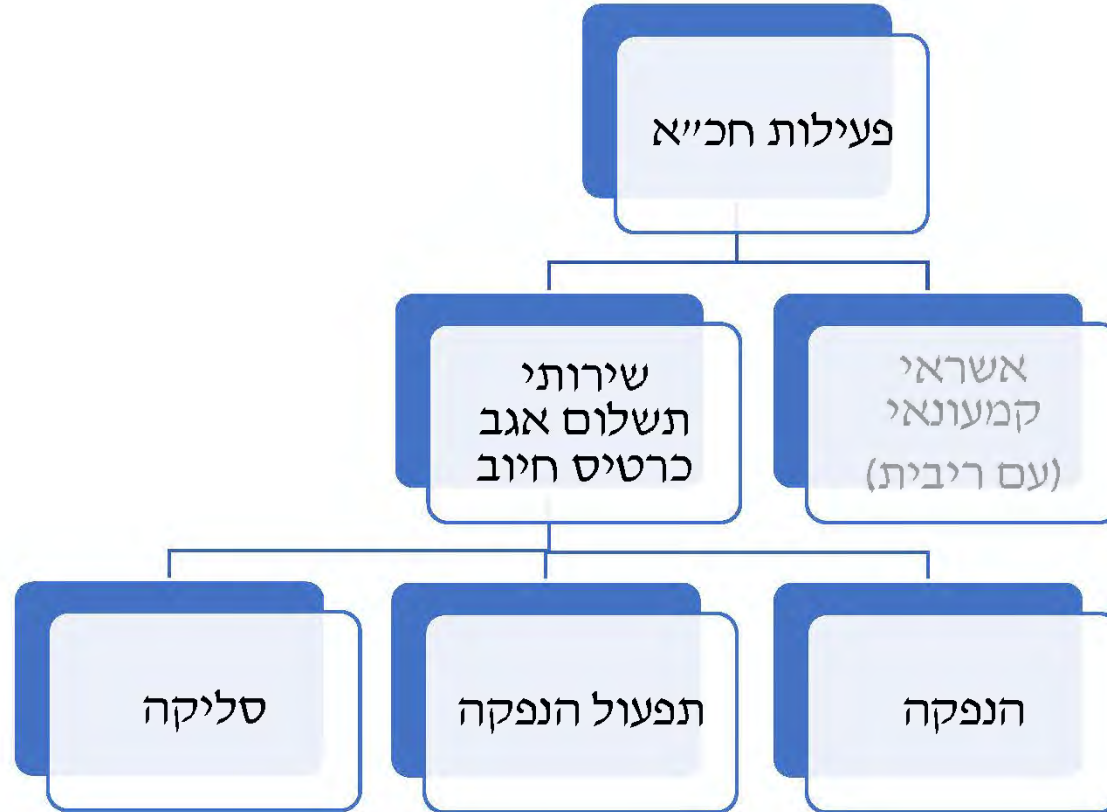 פעילות חכ״א
אשראי
קמעונאי
(עם ריבית)
שירותי
תשלום אגב
כרטיס חיוב
הנפקה
תפעול הנפקה
סליקה